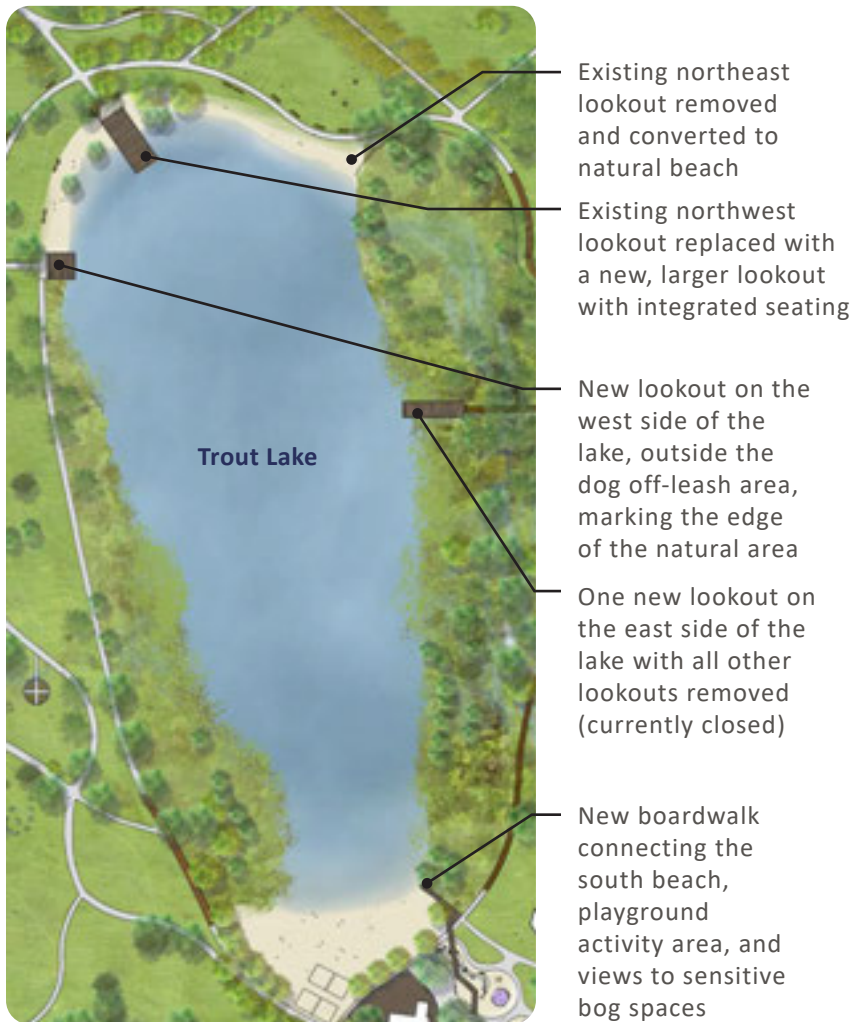 Existing northeast
lookout removed
and converted to
natural beach
Existing northwest
lookout replaced with
a new, larger lookout
with integrated seating
New lookout on the
west side of the
lake, outside the
dog off-leash area,
marking the edge
of the natural area
Trout Lake
One new lookout on
the east side of the
lake with all other
lookouts removed
(currently closed)
New boardwalk
connecting the
south beach,
playground
activity area, and
views to sensitive
bog spaces